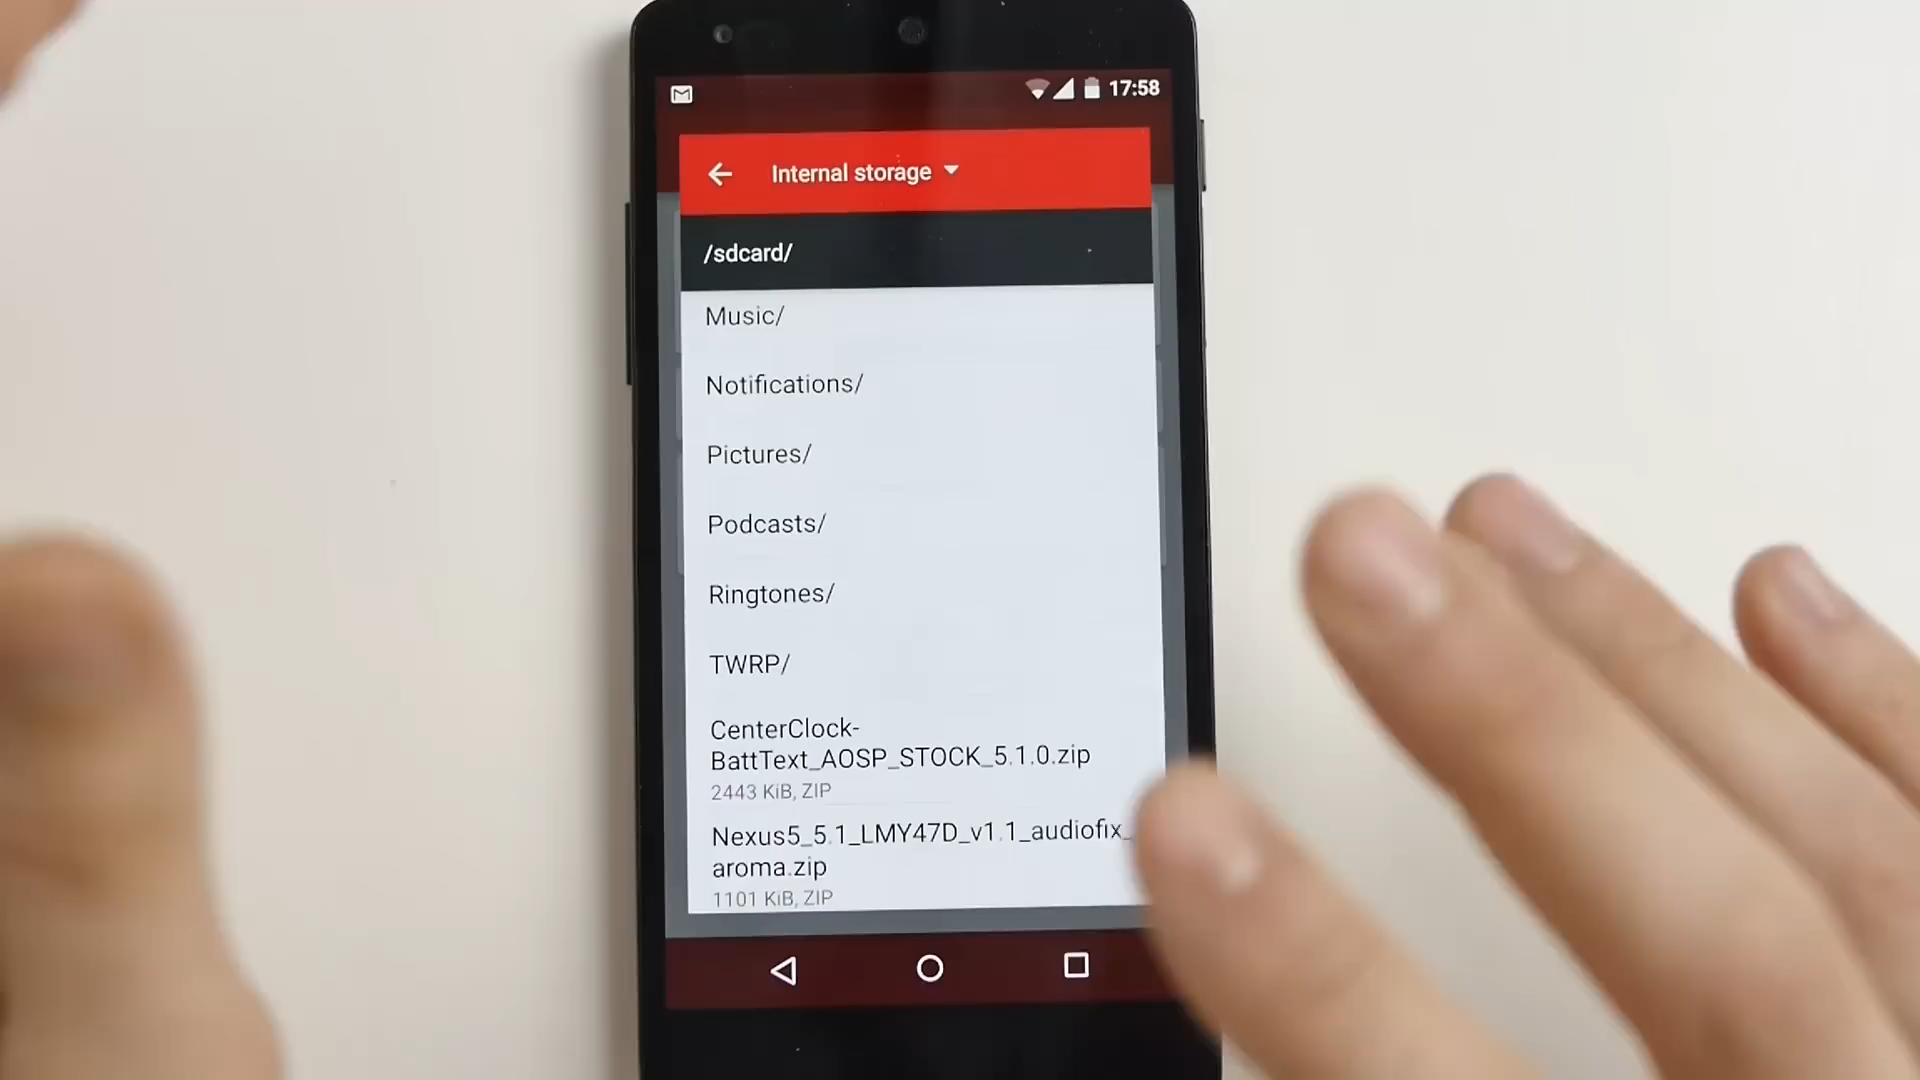 17:58
Internal storage
/sdcard/
Music/
Notifications/
Pictures/
Podcasts/
Ringtones/
TWRP/
CenterClock-
BattText_AOSP_STOCK_5.1.0.zip
2443 KiB, ZIP
Nexus5_5.1_LMY47D_v1.1_audiofix_
aroma.zip
1101 KiB, ZIP